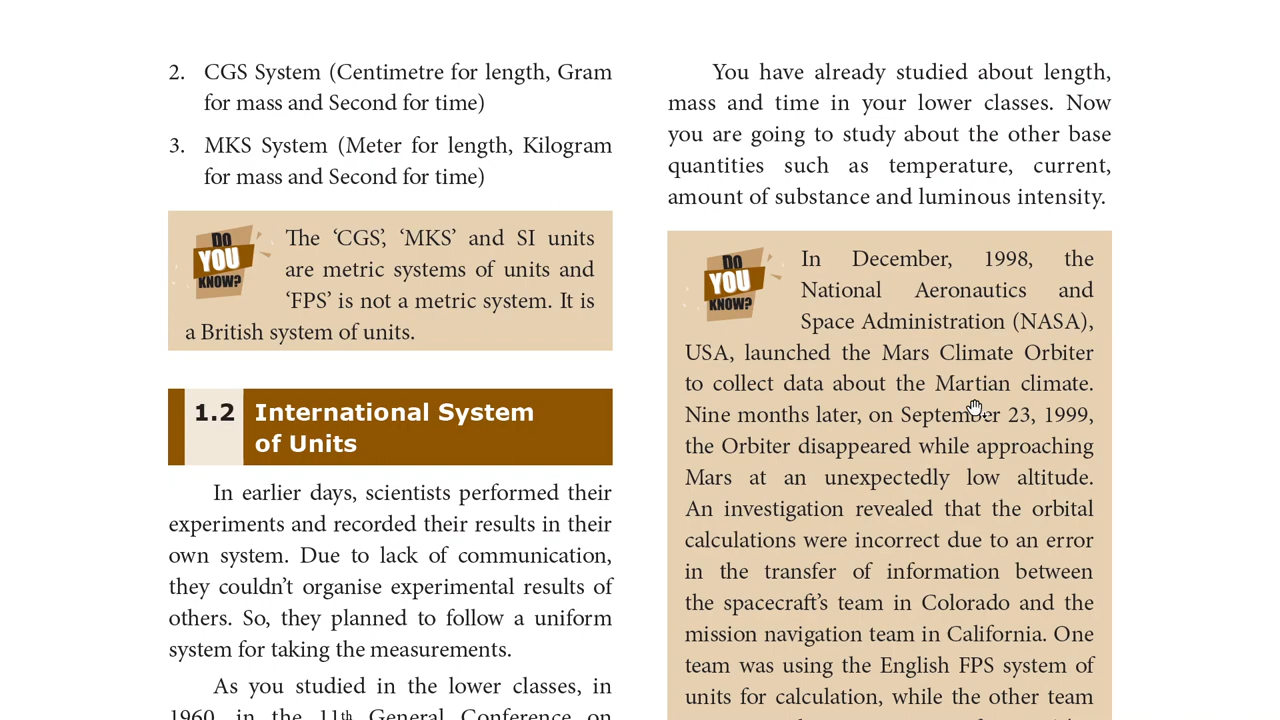 2. CGS System (Centimetre for length, Gram
for mass and Second for time)
3. MKS System (Meter for length, Kilogram
for mass and Second for time)
DO
YOU
KNOW?
The ‘CGS’, ‘MKS’ and SI units
are metric systems of units and
‘FPS’ is not a metric system. It is
a British system of units.
1.2 International System
of Units
In earlier days, scientists performed their
experiments and recorded their results in their
own system. Due to lack of communication,
they couldn’t organise experimental results of
others. So, they planned to follow a uniform
system for taking the measurements.
As you studied in the lower classes, in
1960, in the 11th General Conference on
You have already studied about length,
mass and time in your lower classes. Now
you are going to study about the other base
quantities such as temperature, current,
amount of substance and luminous intensity.
DO
YOU
KNOW?
In December, 1998, the
National Aeronautics and
Space Administration (NASA),
USA, launched the Mars Climate Orbiter
to collect data about the Martian climate.
Nine months later, on September 23, 1999,
the Orbiter disappeared while approaching
Mars at an unexpectedly low altitude.
An investigation revealed that the orbital
calculations were incorrect due to an error
in the transfer of information between
the spacecraft’s team in Colorado and the
mission navigation team in California. One
team was using the English FPS system of
units for calculation, while the other team